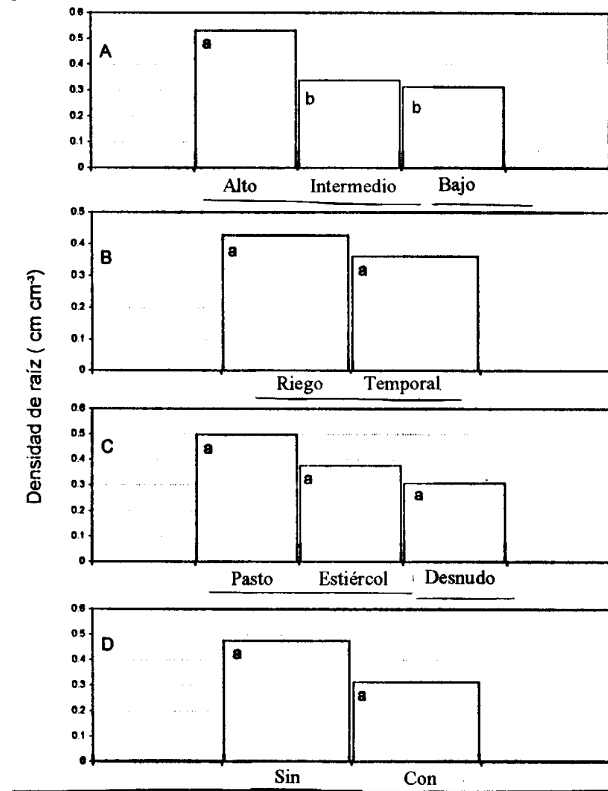 0.6
0.5
0.4
0.3
0.2
0.1
0
A
a
b
b
Alto Intermedio Bajo
0.5
0.4
0.3
0.2
0.1
0
B
a
a
Riego Temporal
Densidad de raíz ( cm cm⁻³)
0.6
0.5
0.4
0.3
0.2
0.1
0
C
a
a
a
Pasto Estiércol Desnudo
0.6
0.5
0.4
0.3
0.2
0.1
0
D
a
a
Sin Con